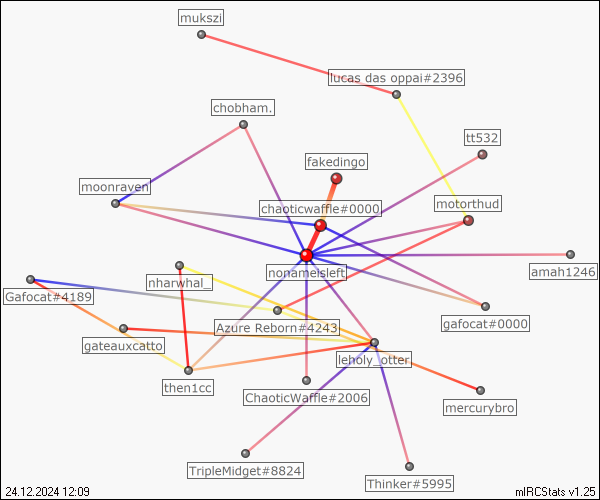 mukszi
lucas das oppai#2396
chobham.
tt532
fakedingo
moonraven
chaoticwaffle#0000
motorthud
nonameisleft
amah1246
nharwhal_
Gafocat#4189
Azure Reborn#4243
gafocat#0000
gateauxcatto
leholy_otter
then1cc
ChaoticWaffle#2006
mercurybro
TripleMidget#8824
Thinker#5995
24.12.2024 12:09
mIRCStats v1.25